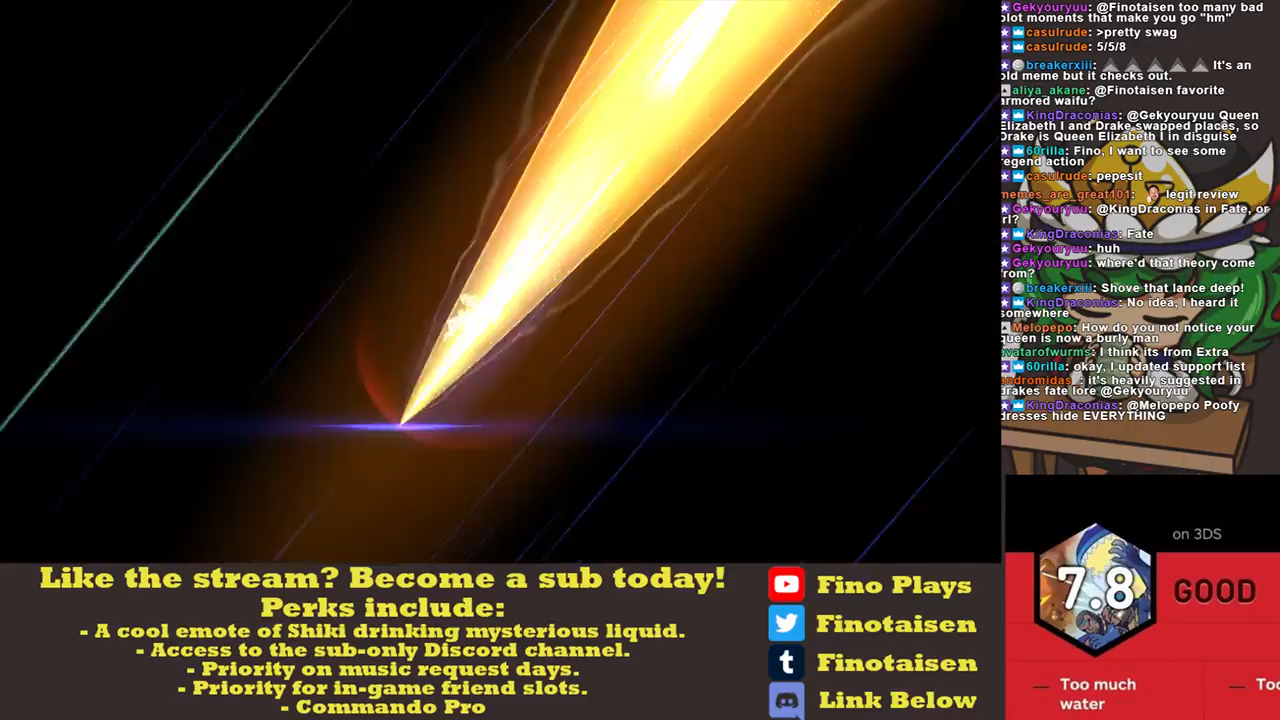 Gekyouryuu: @Finotaisen too many bad
plot moments that make you go "hm"
casulrude: >pretty swag
casulrude: 5/5/8
breakerxiii: It's an
old meme but it checks out.
aliya_akane: @Finotaisen favorite
armored waifu?
KingDraconias: @Gekyouryuu Queen
Elizabeth I and Drake swapped places, so
Drake is Queen Elizabeth I in disguise
60rilla: Fino, I want to see some
regend action
casulrude: pepesit
memes_are_great101: legit review
Gekyouryuu: @KingDraconias in Fate, or
irl?
KingDraconias: Fate
Gekyouryuu: huh
Gekyouryuu: where'd that theory come
from?
breakerxiii: Shove that lance deep!
KingDraconias: No idea, I heard it
somewhere
Melopepo: How do you not notice your
queen is now a burly man
avatarofwurms: I think its from Extra
60rilla: okay, I updated support list
andromidas_: it's heavily suggested in
drakes fate lore @Gekyouryuu
KingDraconias: @Melopepo Poofy
dresses hide EVERYTHING
on 3DS
7.8
GOOD
Too much
water
Too
Like the stream? Become a sub today!
Perks include:
- A cool emote of Shiki drinking mysterious liquid.
- Access to the sub-only Discord channel.
- Priority on music request days.
- Priority for in-game friend slots.
- Commando Pro
Fino Plays
Finotaisen
t Finotaisen
Link Below